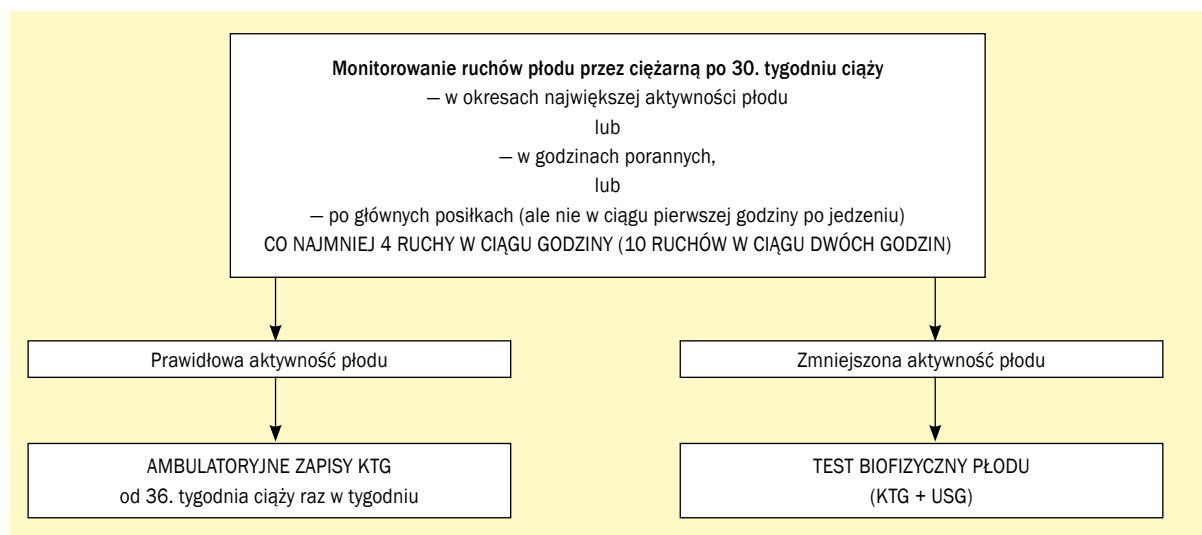 Monitorowanie ruchów płodu przez ciężarną po 30. tygodniu ciąży
— w okresach największej aktywności płodu
lub
— w godzinach porannych,
lub
— po głównych posiłkach (ale nie w ciągu pierwszej godziny po jedzeniu)
CO NAJMNIEJ 4 RUCHY W CIĄGU GODZINY (10 RUCHÓW W CIĄGU DWÓCH GODZIN)
Prawidłowa aktywność płodu
Zmniejszona aktywność płodu
AMBULATORYJNE ZAPISY KTG
od 36. tygodnia ciąży raz w tygodniu
TEST BIOFIZYCZNY PŁODU
(KTG + USG)